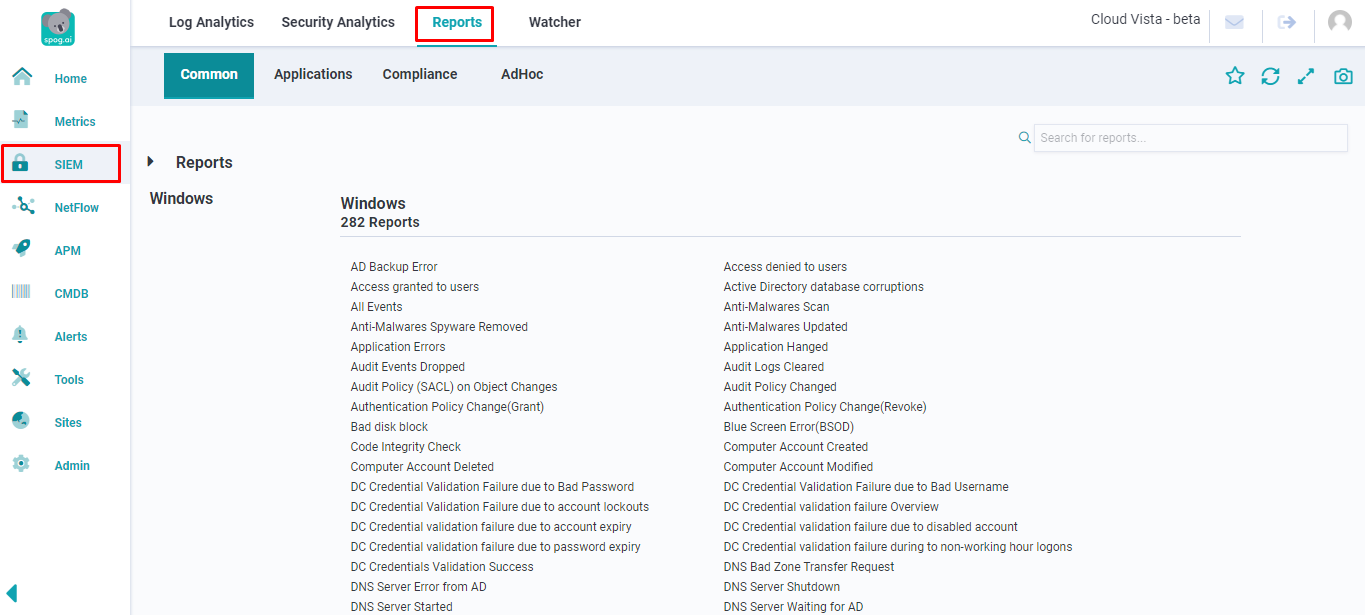 spog.ai
Log Analytics Security Analytics Reports Watcher
Cloud Vista - beta
Home
Metrics
SIEM
NetFlow
APM
CMDB
Alerts
Tools
Sites
Admin
Common Applications Compliance AdHoc
Search for reports...
Reports
Windows
Windows
282 Reports
AD Backup Error Access denied to users
Access granted to users Active Directory database corruptions
All Events Anti-Malwares Scan
Anti-Malwares Spyware Removed Anti-Malwares Updated
Application Errors Application Hanged
Audit Events Dropped Audit Logs Cleared
Audit Policy (SACL) on Object Changes Audit Policy Changed
Authentication Policy Change(Grant) Authentication Policy Change(Revoke)
Bad disk block Blue Screen Error(BSOD)
Code Integrity Check Computer Account Created
Computer Account Deleted Computer Account Modified
DC Credential Validation Failure due to Bad Password DC Credential Validation Failure due to Bad Username
DC Credential Validation Failure due to account lockouts DC Credential validation failure Overview
DC Credential validation failure due to account expiry DC Credential validation failure due to disabled account
DC Credential validation failure due to password expiry DC Credential validation failure during to non-working hour logons
DC Credentials Validation Success DNS Bad Zone Transfer Request
DNS Server Error from AD DNS Server Shutdown
DNS Server Started DNS Server Waiting for AD